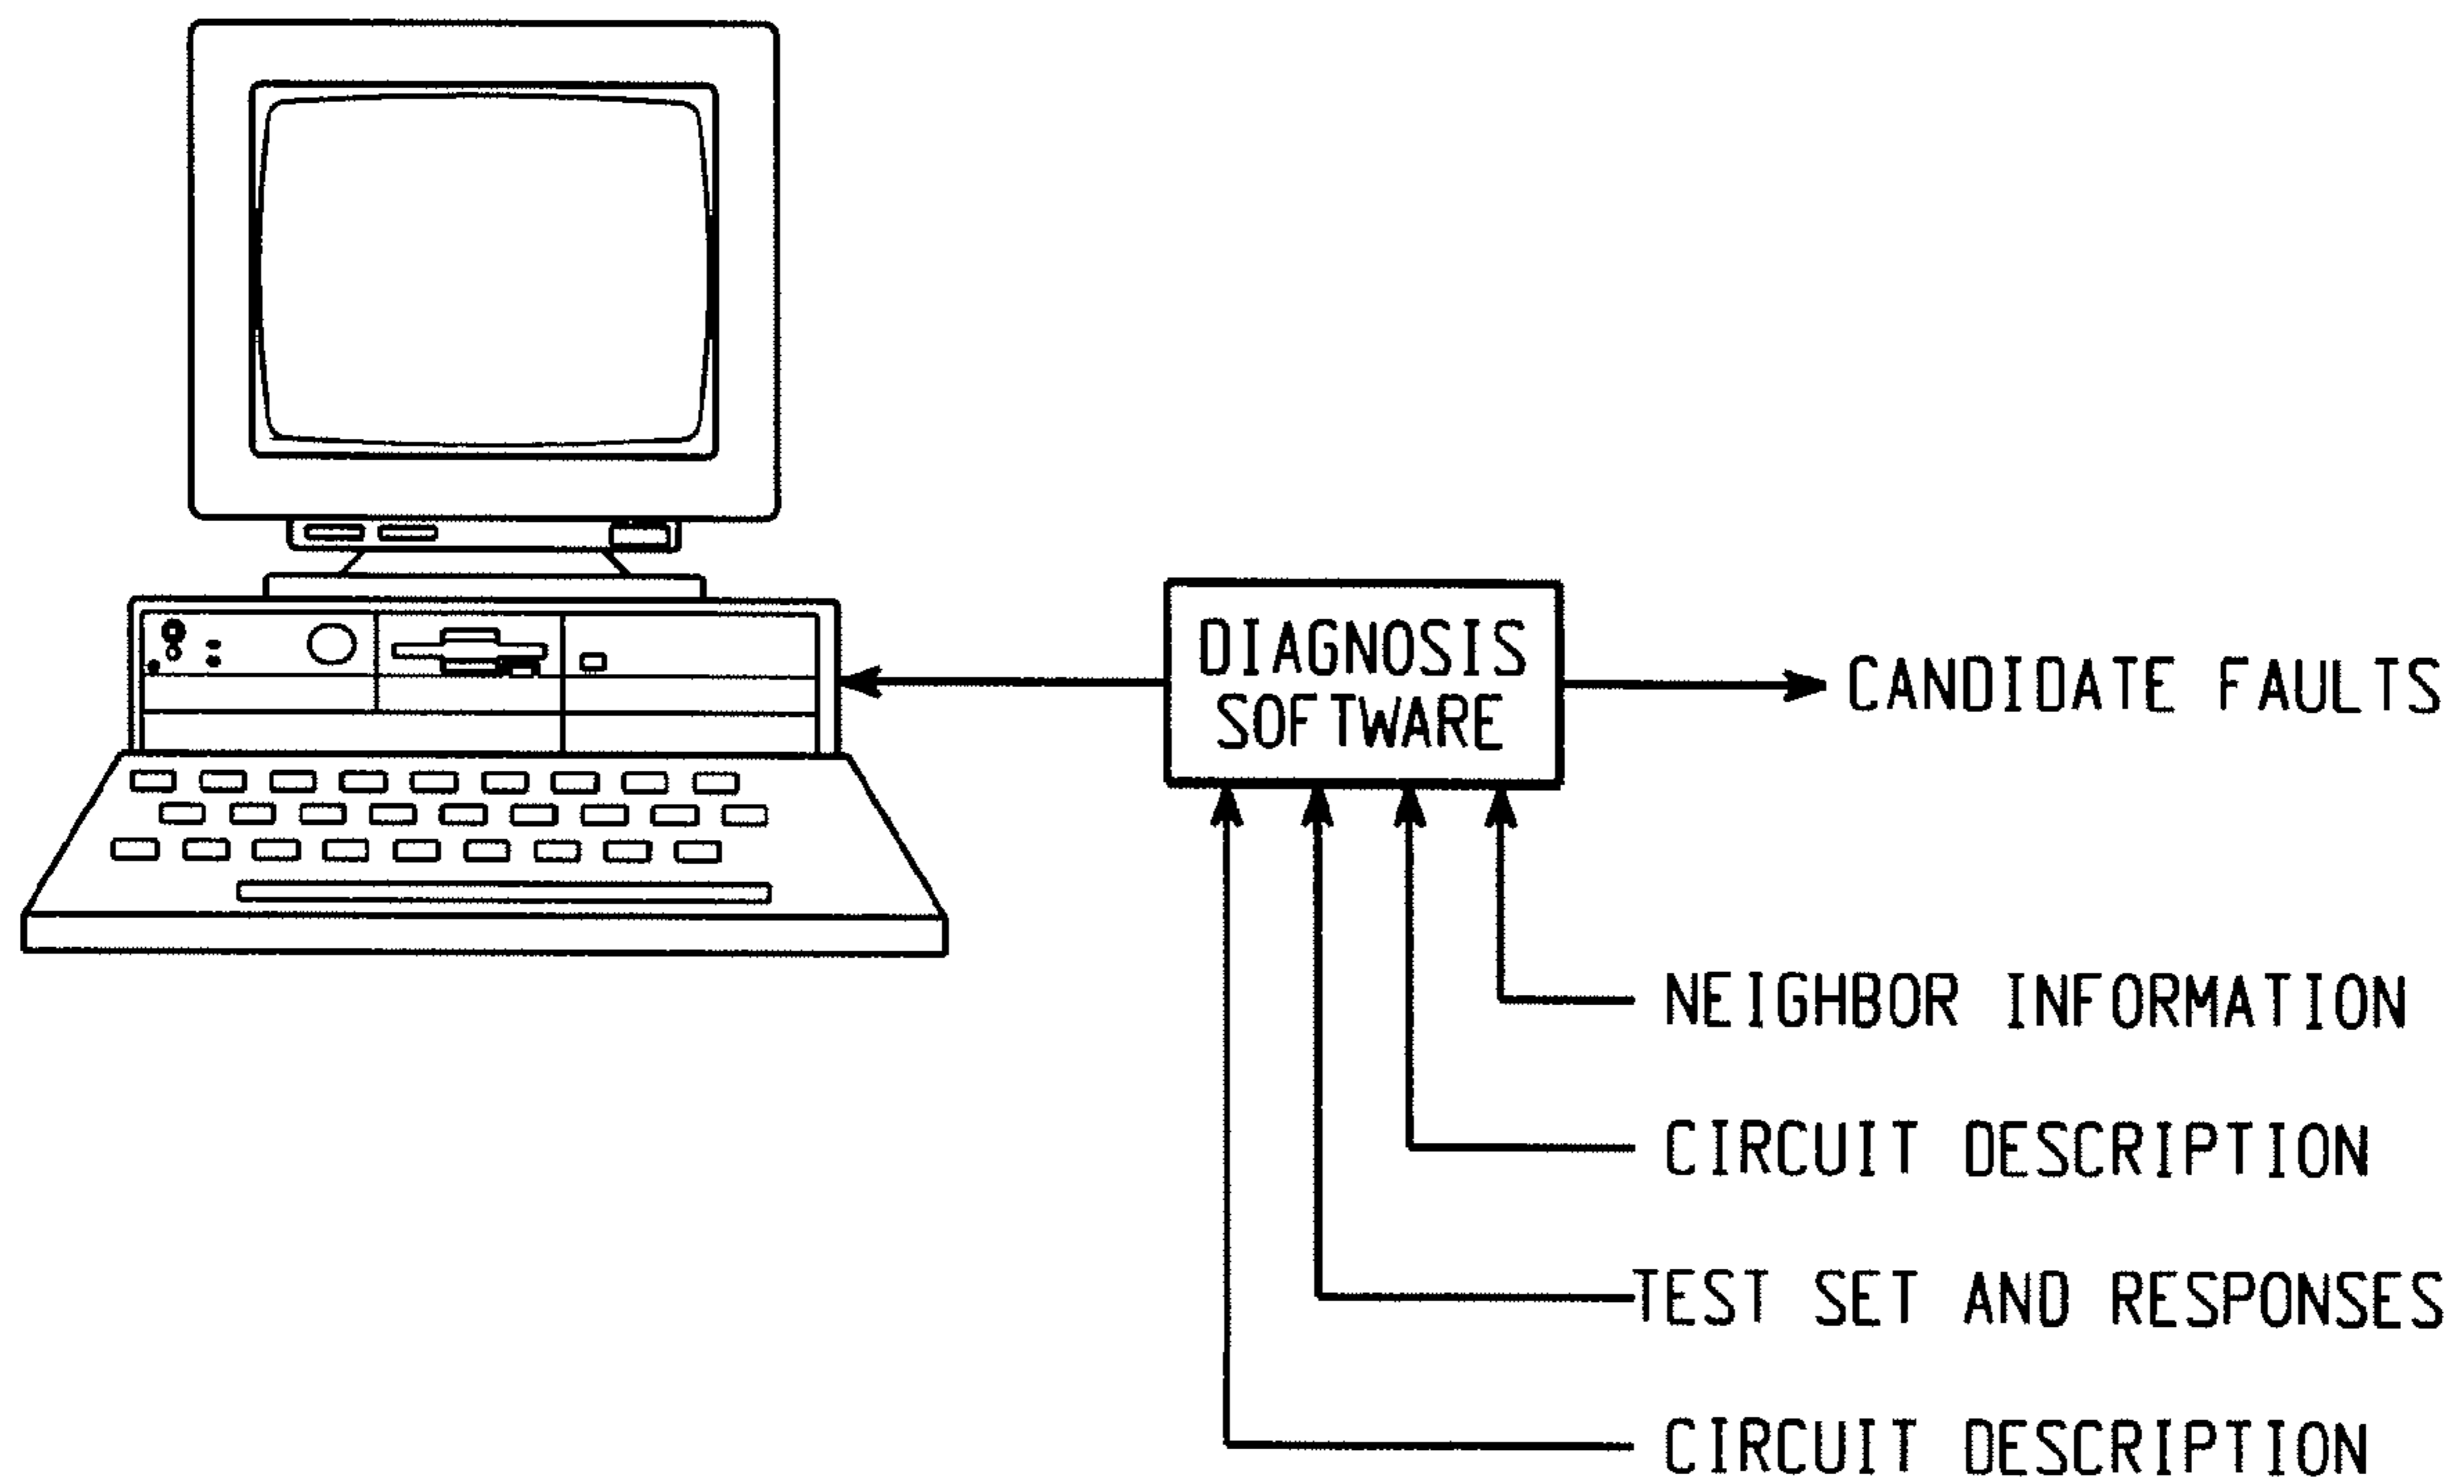 DIAGNOSIS
SOFTWARE
CANDIDATE FAULTS
NEIGHBOR INFORMATION
CIRCUIT DESCRIPTION
TEST SET AND RESPONSES
CIRCUIT DESCRIPTION